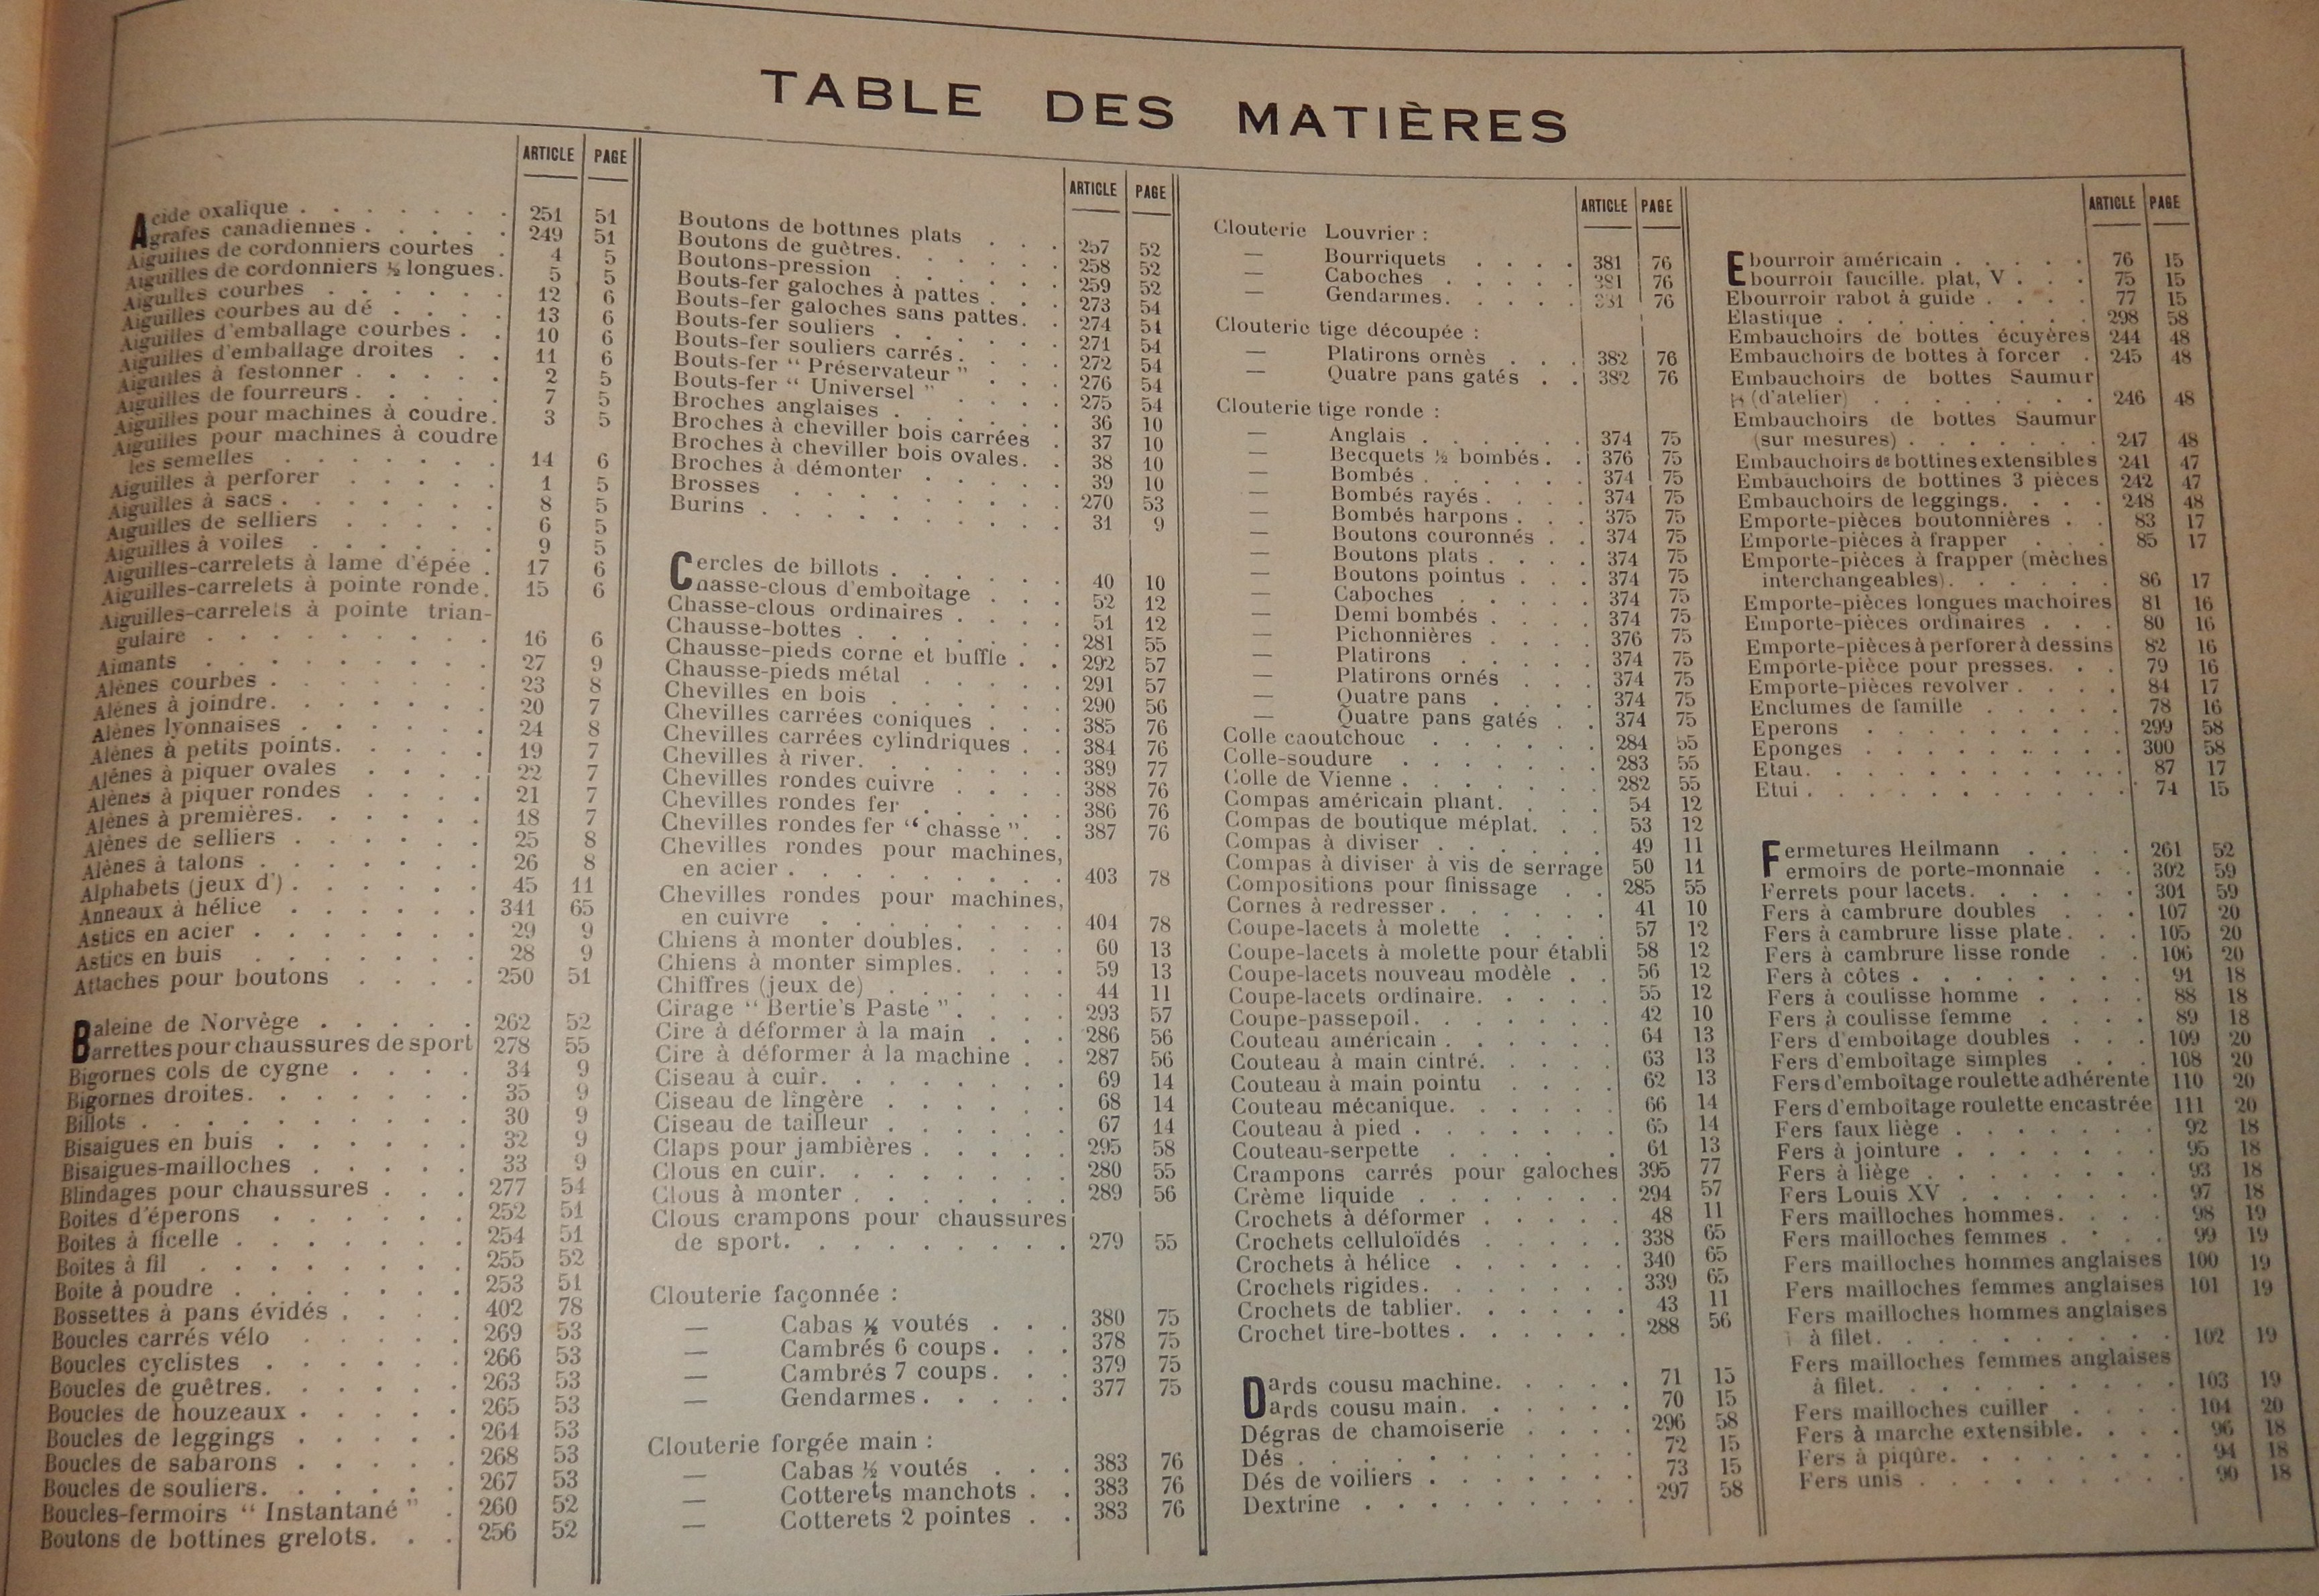 TABLE DES MATIÈRES
ARTICLE PAGE
Acide oxalique . . . . . . . 251 51
Agrafes canadiennes . . . . . 249 51
Aiguilles de cordonniers courtes . 4 5
Aiguilles de cordonniers ½ longues. 5 5
Aiguilles courbes . . . . . . 12 6
Aiguilles courbes au dé . . . . 13 6
Aiguilles d'emballage courbes . . 10 6
Aiguilles d'emballage droites . . 11 6
Aiguilles à festonner . . . . . 2 5
Aiguilles de fourreurs . . . . . 7 5
Aiguilles pour machines à coudre. 3 5
Aiguilles pour machines à coudre
les semelles . . . . . . . 14 6
Aiguilles à perforer . . . . . 1 5
Aiguilles à sacs . . . . . . . 8 5
Aiguilles de selliers . . . . . 6 5
Aiguilles à voiles . . . . . . 9 5
Aiguilles-carrelets à lame d'épée . 17 6
Aiguilles-carrelets à pointe ronde. 15 6
Aiguilles-carrelets à pointe trian-
gulaire . . . . . . . . . 16 6
Aimants . . . . . . . . . 27 9
Alènes courbes . . . . . . . 23 8
Alènes à joindre. . . . . . . 20 7
Alènes lyonnaises . . . . . . 24 8
Alènes à petits points. . . . . 19 7
Alènes à piquer ovales . . . . 22 7
Alènes à piquer rondes . . . . 21 7
Alènes à premières. . . . . . 18 7
Alènes de selliers . . . . . . 25 8
Alènes à talons . . . . . . . 26 8
Alphabets (jeux d') . . . . . . 45 11
Anneaux à hélice . . . . . . 341 65
Astics en acier . . . . . . . 29 9
Astics en buis . . . . . . . 28 9
Attaches pour boutons . . . . 250 51
Baleine de Norvège . . . . . 262 52
Barrettes pour chaussures de sport 278 55
Bigornes cols de cygne . . . . 34 9
Bigornes droites. . . . . . . 35 9
Billots . . . . . . . . . . 30 9
Bisaigues en buis . . . . . . 32 9
Bisaigues-mailloches . . . . . 33 9
Blindages pour chaussures . . . 277 54
Boites d'éperons . . . . . . 252 51
Boites à ficelle . . . . . . . 254 51
Boites à fil . . . . . . . . 255 52
Boite à poudre . . . . . . . 253 51
Bossettes à pans évidés . . . . 402 78
Boucles carrés vélo . . . . . 269 53
Boucles cyclistes . . . . . . 266 53
Boucles de guêtres. . . . . . 263 53
Boucles de houzeaux . . . . . 265 53
Boucles de leggings . . . . . 264 53
Boucles de sabarons . . . . . 268 53
Boucles de souliers. . . . . . 267 53
Boucles-fermoirs “ Instantané ” . 260 52
Boutons de bottines grelots. . . 256 52
ARTICLE PAGE
Boutons de bottines plats . . . 257 52
Boutons de guêtres. . . . . . 258 52
Boutons-pression . . . . . . 259 52
Bouts-fer galoches à pattes . . . 273 54
Bouts-fer galoches sans pattes. . 274 54
Bouts-fer souliers . . . . . . 271 54
Bouts-fer souliers carrés. . . . 272 54
Bouts-fer “ Préservateur ” . . . 276 54
Bouts-fer “ Universel ” . . . . 275 54
Broches anglaises . . . . . . 36 10
Broches à cheviller bois carrées . 37 10
Broches à cheviller bois ovales. . 38 10
Broches à démonter . . . . . 39 10
Brosses . . . . . . . . . 270 53
Burins . . . . . . . . . . 31 9
Cercles de billots . . . . . . 40 10
Chasse-clous d'emboîtage . . . 52 12
Chasse-clous ordinaires . . . . 51 12
Chausse-bottes . . . . . . . 281 55
Chausse-pieds corne et buffle . . 292 57
Chausse-pieds métal . . . . . 291 57
Chevilles en bois . . . . . . 290 56
Chevilles carrées coniques . . . 385 76
Chevilles carrées cylindriques . . 384 76
Chevilles à river. . . . . . . 389 77
Chevilles rondes cuivre . . . . 388 76
Chevilles rondes fer . . . . . 386 76
Chevilles rondes fer “ chasse ”. . 387 76
Chevilles rondes pour machines,
en acier . . . . . . . . . 403 78
Chevilles rondes pour machines,
en cuivre . . . . . . . . 404 78
Chiens à monter doubles. . . . 60 13
Chiens à monter simples. . . . 59 13
Chiffres (jeux de) . . . . . . 44 11
Cirage “ Bertie's Paste ” . . . . 293 57
Cire à déformer à la main . . . 286 56
Cire à déformer à la machine . . 287 56
Ciseau à cuir. . . . . . . . 69 14
Ciseau de lingère . . . . . . 68 14
Ciseau de tailleur . . . . . . 67 14
Claps pour jambières . . . . . 295 58
Clous en cuir. . . . . . . . 280 55
Clous à monter . . . . . . . 289 56
Clous crampons pour chaussures
de sport. . . . . . . . . 279 55
Clouterie façonnée :
— Cabas ½ voutés . . . 380 75
— Cambrés 6 coups . . . 378 75
— Cambrés 7 coups . . . 379 75
— Gendarmes . . . . . 377 75
Clouterie forgée main :
— Cabas ½ voutés . . . 383 76
— Cotterets manchots . . 383 76
— Cotterets 2 pointes . . 383 76
ARTICLE PAGE
Clouterie Louvrier :
— Bourriquets . . . . 381 76
— Caboches . . . . . 381 76
— Gendarmes. . . . . 381 76
Clouterie tige découpée :
— Platirons ornès . . . 382 76
— Quatre pans gatés . . 382 76
Clouterie tige ronde :
— Anglais . . . . . . 374 75
— Becquets ½ bombés . . 376 75
— Bombés . . . . . . 374 75
— Bombés rayés . . . . 374 75
— Bombés harpons . . . 375 75
— Boutons couronnés . . 374 75
— Boutons plats . . . . 374 75
— Boutons pointus . . . 374 75
— Caboches . . . . . 374 75
— Demi bombés . . . . 374 75
— Pichonnières . . . . 376 75
— Platirons . . . . . 374 75
— Platirons ornés . . . 374 75
— Quatre pans . . . . 374 75
— Quatre pans gatés . . 374 75
Colle caoutchouc . . . . . . 284 55
Colle-soudure . . . . . . . 283 55
Colle de Vienne . . . . . . . 282 55
Compas américain pliant. . . . 54 12
Compas de boutique méplat. . . 53 12
Compas à diviser . . . . . . 49 11
Compas à diviser à vis de serrage 50 11
Compositions pour finissage . . 285 55
Cornes à redresser . . . . . . 41 10
Coupe-lacets à molette . . . . 57 12
Coupe-lacets à molette pour établi 58 12
Coupe-lacets nouveau modèle . . 56 12
Coupe-lacets ordinaire. . . . . 55 12
Coupe-passepoil. . . . . . . 42 10
Couteau américain . . . . . . 64 13
Couteau à main cintré. . . . . 63 13
Couteau à main pointu . . . . 62 13
Couteau mécanique. . . . . . 66 14
Couteau à pied . . . . . . . 65 14
Couteau-serpette . . . . . . 61 13
Crampons carrés pour galoches 395 77
Crème liquide . . . . . . . 294 57
Crochets à déformer . . . . . 48 11
Crochets celluloïdés . . . . . 338 65
Crochets à hélice . . . . . . 340 65
Crochets rigides. . . . . . . 339 65
Crochets de tablier. . . . . . 43 11
Crochet tire-bottes . . . . . . 288 56
Dards cousu machine. . . . . 71 15
Dards cousu main. . . . . . 70 15
Dégras de chamoiserie . . . . 296 58
Dés . . . . . . . . . . . 72 15
Dés de voiliers . . . . . . . 73 15
Dextrine . . . . . . . . . 297 58
ARTICLE PAGE
Ebourroir américain . . . . . 76 15
Ebourroir faucille. plat, V . . . 75 15
Ebourroir rabot à guide . . . . 77 15
Elastique . . . . . . . . . 298 58
Embauchoirs de bottes écuyères 244 48
Embauchoirs de bottes à forcer . 245 48
Embauchoirs de bottes Saumur
(d'atelier) . . . . . . . . 246 48
Embauchoirs de bottes Saumur
(sur mesures) . . . . . . . 247 48
Embauchoirs de bottines extensibles 241 47
Embauchoirs de bottines 3 pièces 242 47
Embauchoirs de leggings. . . . 248 48
Emporte-pièces boutonnières . . 83 17
Emporte-pièces à frapper . . . 85 17
Emporte-pièces à frapper (mèches
interchangeables). . . . . . 86 17
Emporte-pièces longues machoires 81 16
Emporte-pièces ordinaires . . . 80 16
Emporte-pièces à perforer à dessins 82 16
Emporte-pièce pour presses. . . 79 16
Emporte-pièces revolver . . . . 84 17
Enclumes de famille . . . . . 78 16
Eperons . . . . . . . . . 299 58
Eponges . . . . . . . . . 300 58
Etau. . . . . . . . . . . 87 17
Etui . . . . . . . . . . . 74 15
Fermetures Heilmann . . . . 261 52
Fermoirs de porte-monnaie . . 302 59
Ferrets pour lacets. . . . . . 301 59
Fers à cambrure doubles . . . 107 20
Fers à cambrure lisse plate . . . 105 20
Fers à cambrure lisse ronde . . 106 20
Fers à côtes . . . . . . . . 91 18
Fers à coulisse homme . . . . 88 18
Fers à coulisse femme . . . . 89 18
Fers d'emboîtage doubles . . . 109 20
Fers d'emboîtage simples . . . 108 20
Fers d'emboîtage roulette adhérente 110 20
Fers d'emboîtage roulette encastrée 111 20
Fers faux liège . . . . . . . 92 18
Fers à jointure . . . . . . . 95 18
Fers à liège . . . . . . . . 93 18
Fers Louis XV . . . . . . . 97 18
Fers mailloches hommes. . . . 98 19
Fers mailloches femmes . . . . 99 19
Fers mailloches hommes anglaises 100 19
Fers mailloches femmes anglaises 101 19
Fers mailloches hommes anglaises
à filet. . . . . . . . . . 102 19
Fers mailloches femmes anglaises
à filet. . . . . . . . . . 103 19
Fers mailloches cuiller . . . . 104 20
Fers à marche extensible. . . . 96 18
Fers à piqûre. . . . . . . . 94 18
Fers unis . . . . . . . . . 90 18